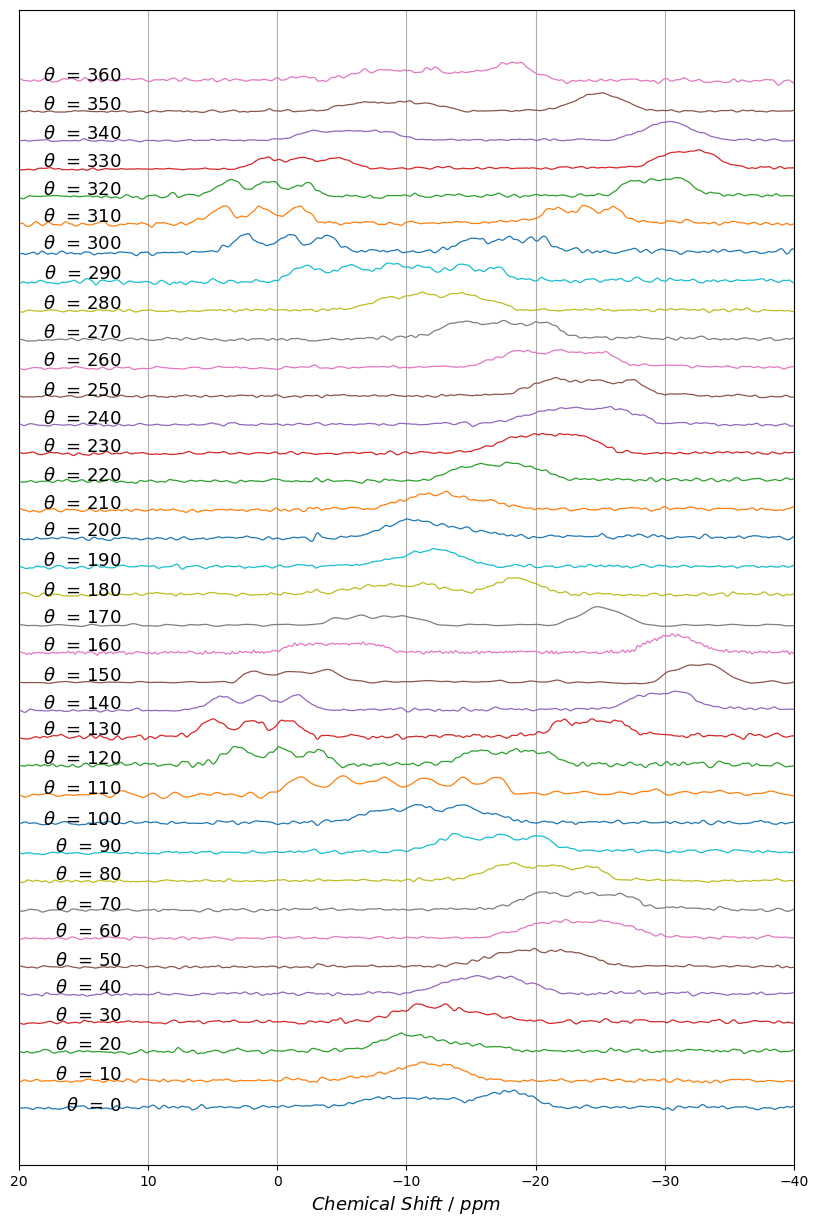 θ = 360
θ = 350
θ = 340
θ = 330
θ = 320
θ = 310
θ = 300
θ = 290
θ = 280
θ = 270
θ = 260
θ = 250
θ = 240
θ = 230
θ = 220
θ = 210
θ = 200
θ = 190
θ = 180
θ = 170
θ = 160
θ = 150
θ = 140
θ = 130
θ = 120
θ = 110
θ = 100
θ = 90
θ = 80
θ = 70
θ = 60
θ = 50
θ = 40
θ = 30
θ = 20
θ = 10
θ = 0
20 10 0 −10 −20 −30 −40
Chemical Shift / ppm